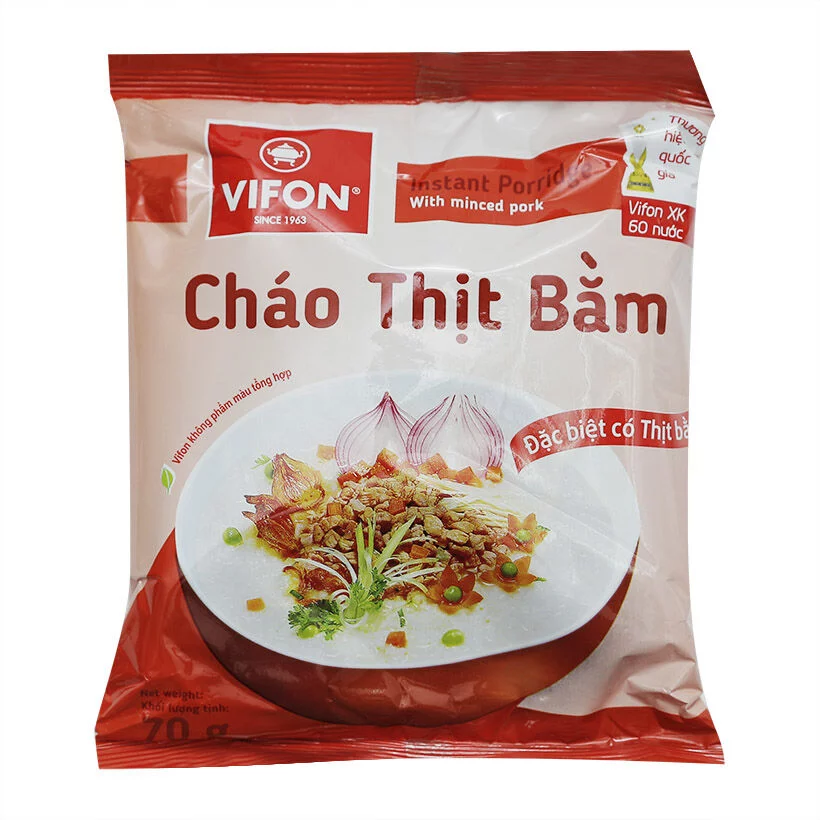 VIFON®
SINCE 1963
Instant Porridge
With minced pork
Thương
hiệ
quốc
gia
Vifon XK
60 nước
Cháo Thịt Bằm
Vifon không phẩm màu tổng hợp
Đặc biệt có Thịt bằ
Net weight:
Khối lượng tịnh:
70 g